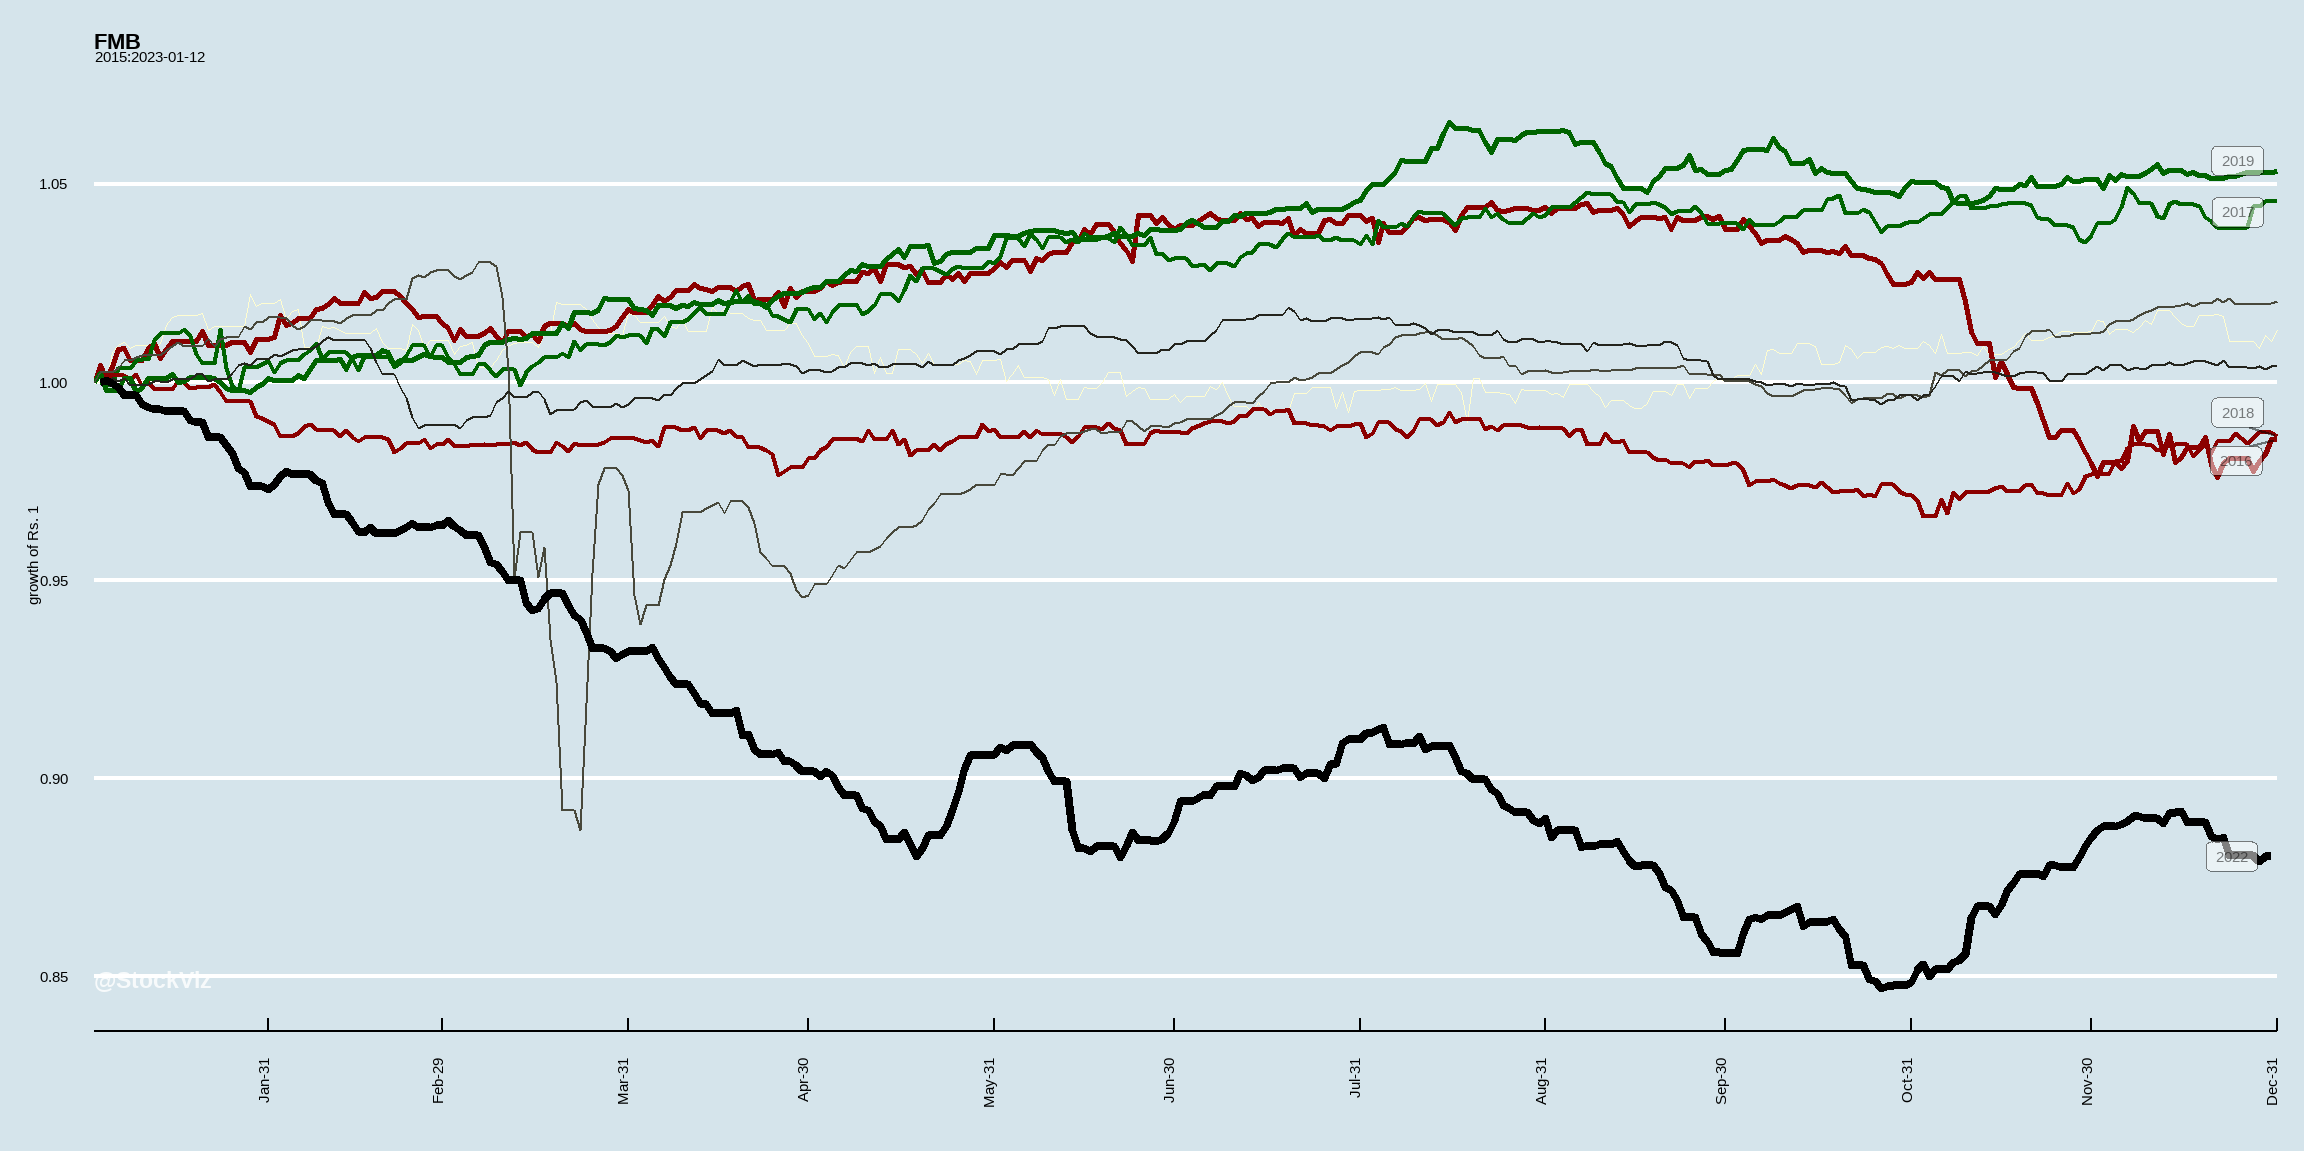 FMB
2015:2023-01-12
1.05
1.00
0.95
0.90
0.85
growth of Rs. 1
2019
2017
2018
2016
2022
@StockViz
Jan-31
Feb-29
Mar-31
Apr-30
May-31
Jun-30
Jul-31
Aug-31
Sep-30
Oct-31
Nov-30
Dec-31